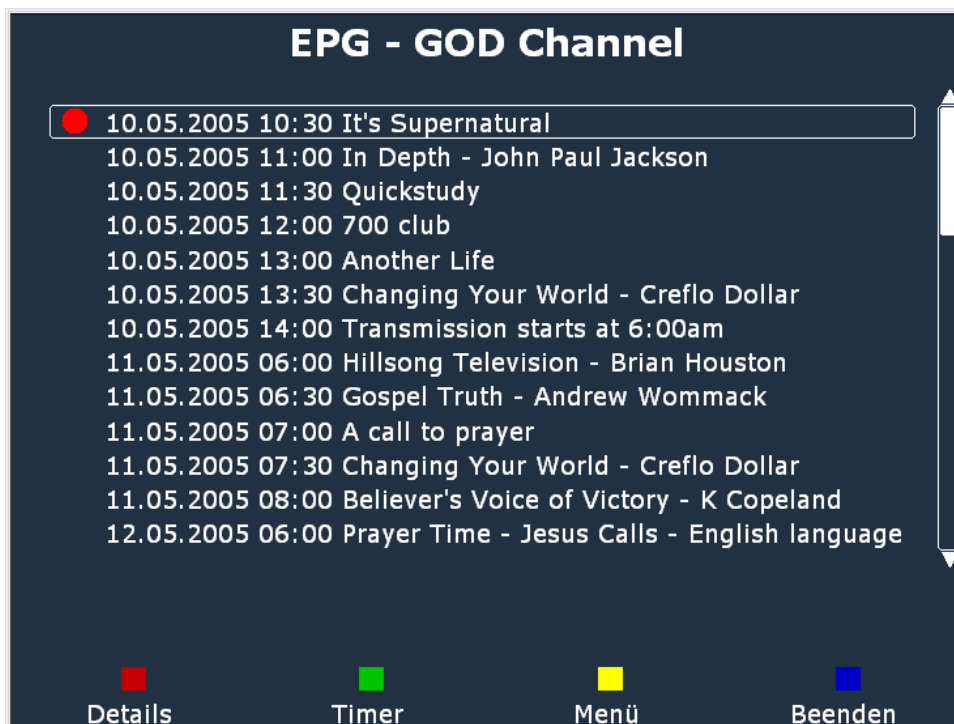 EPG - GOD Channel
10.05.2005 10:30 It's Supernatural
10.05.2005 11:00 In Depth - John Paul Jackson
10.05.2005 11:30 Quickstudy
10.05.2005 12:00 700 club
10.05.2005 13:00 Another Life
10.05.2005 13:30 Changing Your World - Creflo Dollar
10.05.2005 14:00 Transmission starts at 6:00am
11.05.2005 06:00 Hillsong Television - Brian Houston
11.05.2005 06:30 Gospel Truth - Andrew Wommack
11.05.2005 07:00 A call to prayer
11.05.2005 07:30 Changing Your World - Creflo Dollar
11.05.2005 08:00 Believer's Voice of Victory - K Copeland
12.05.2005 06:00 Prayer Time - Jesus Calls - English language
Details Timer Menü Beenden